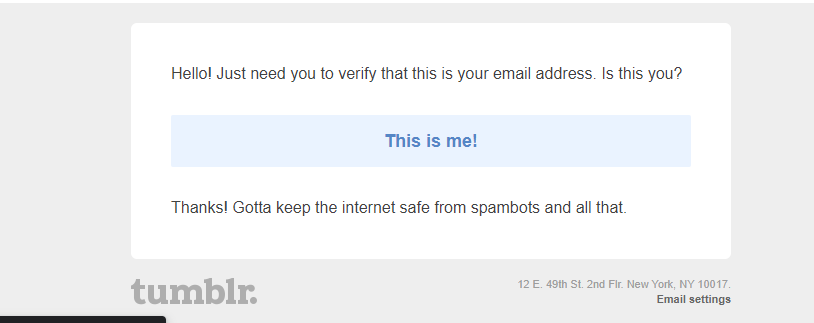 Hello! Just need you to verify that this is your email address. Is this you?
This is me!
Thanks! Gotta keep the internet safe from spambots and all that.
tumblr.
12 E. 49th St. 2nd Flr. New York, NY 10017.
Email settings